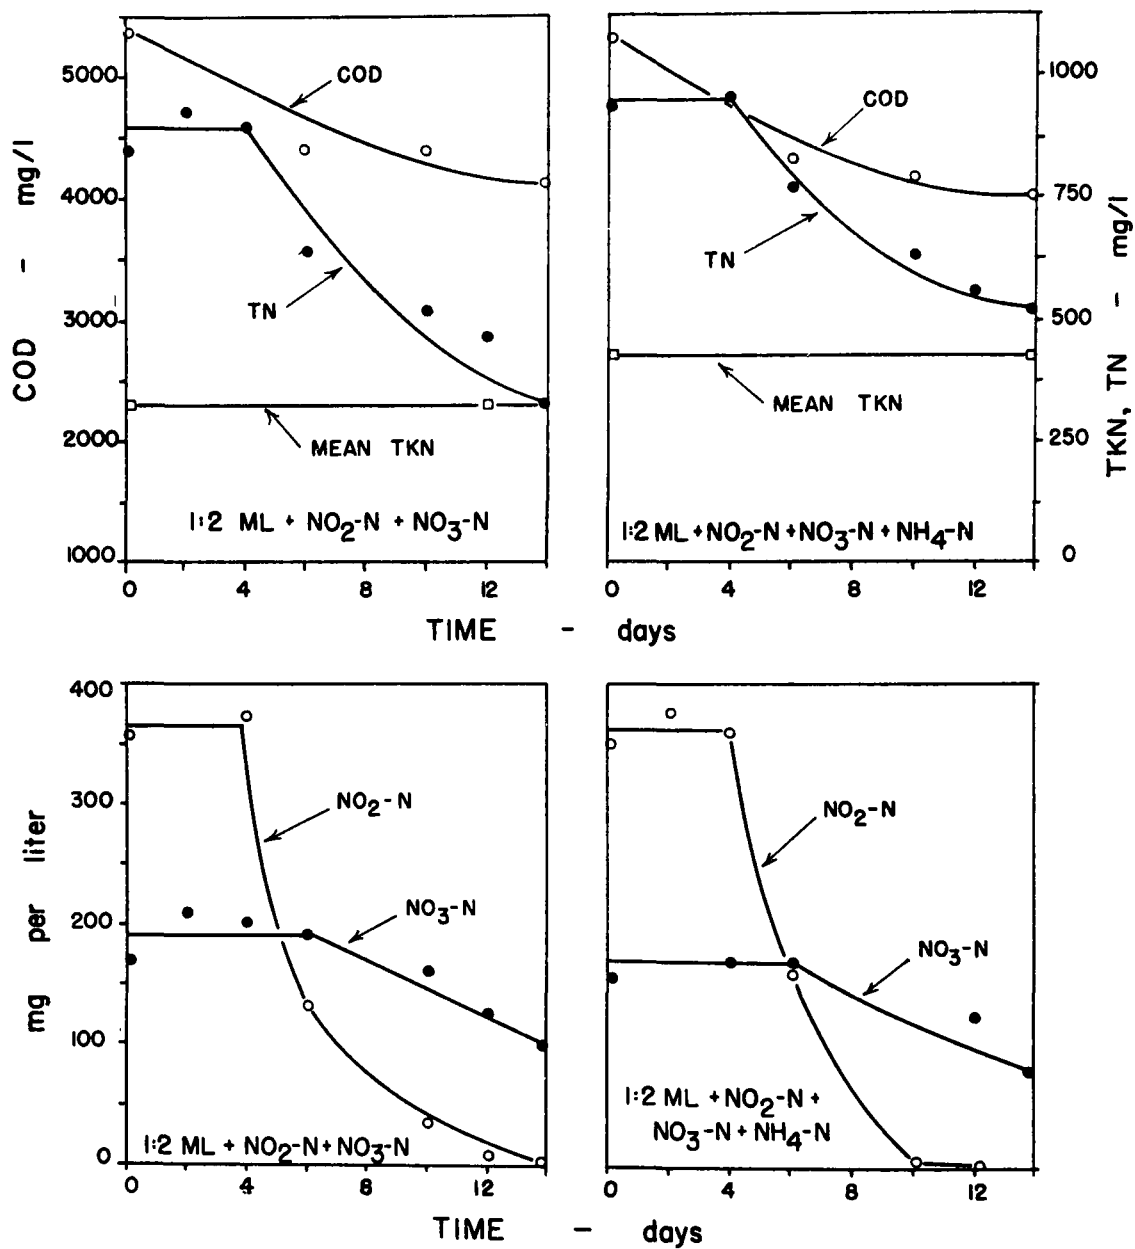 COD - mg/l
5000
4000
3000
2000
1000
COD
TN
MEAN TKN
1:2 ML + NO2-N + NO3-N
0 4 8 12
COD
TN
MEAN TKN
1:2 ML + NO2-N + NO3-N + NH4-N
0 4 8 12
1000
750
500
250
0
TKN, TN - mg/l
TIME - days
mg per liter
400
300
200
100
0
NO2-N
NO3-N
1:2 ML + NO2-N + NO3-N
0 4 8 12
NO2-N
NO3-N
1:2 ML + NO2-N +
NO3-N + NH4-N
0 4 8 12
TIME - days